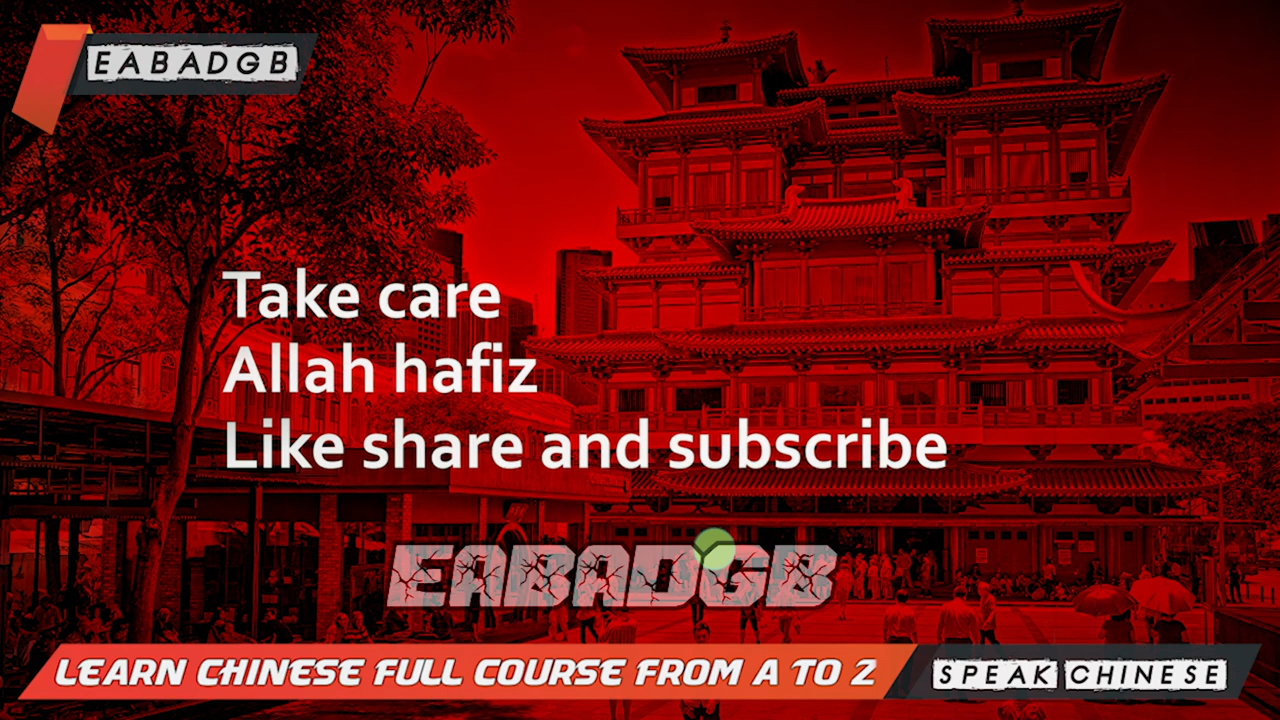 EABADGB
Take care
Allah hafiz
Like share and subscribe
EABADGB
LEARN CHINESE FULL COURSE FROM A TO Z
SPEAK CHINESE